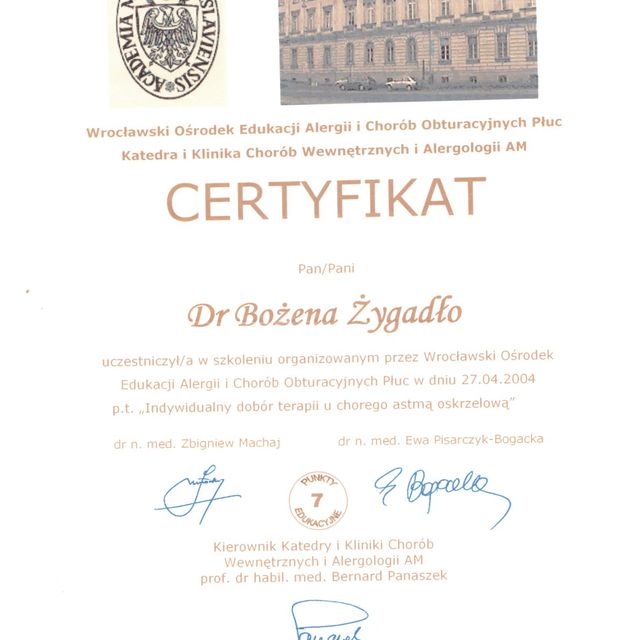 ACADEMIA
Wrocławski Ośrodek Edukacji Alergii i Chorób Obturacyjnych Płuc
Katedra i Klinika Chorób Wewnętrznych i Alergologii AM
CERTYFIKAT
Pan/Pani
Dr Bożena Żygadło
uczestniczył/a w szkoleniu organizowanym przez Wrocławski Ośrodek
Edukacji Alergii i Chorób Obturacyjnych Płuc w dniu 27.04.2004
p.t. „Indywidualny dobór terapii u chorego astmą oskrzelową”
dr n. med. Zbigniew Machaj
dr n. med. Ewa Pisarczyk-Bogacka
PUNKTY
7
EDUKACYJNE
Kierownik Katedry i Kliniki Chorób
Wewnętrznych i Alergologii AM
prof. dr habil. med. Bernard Panaszek